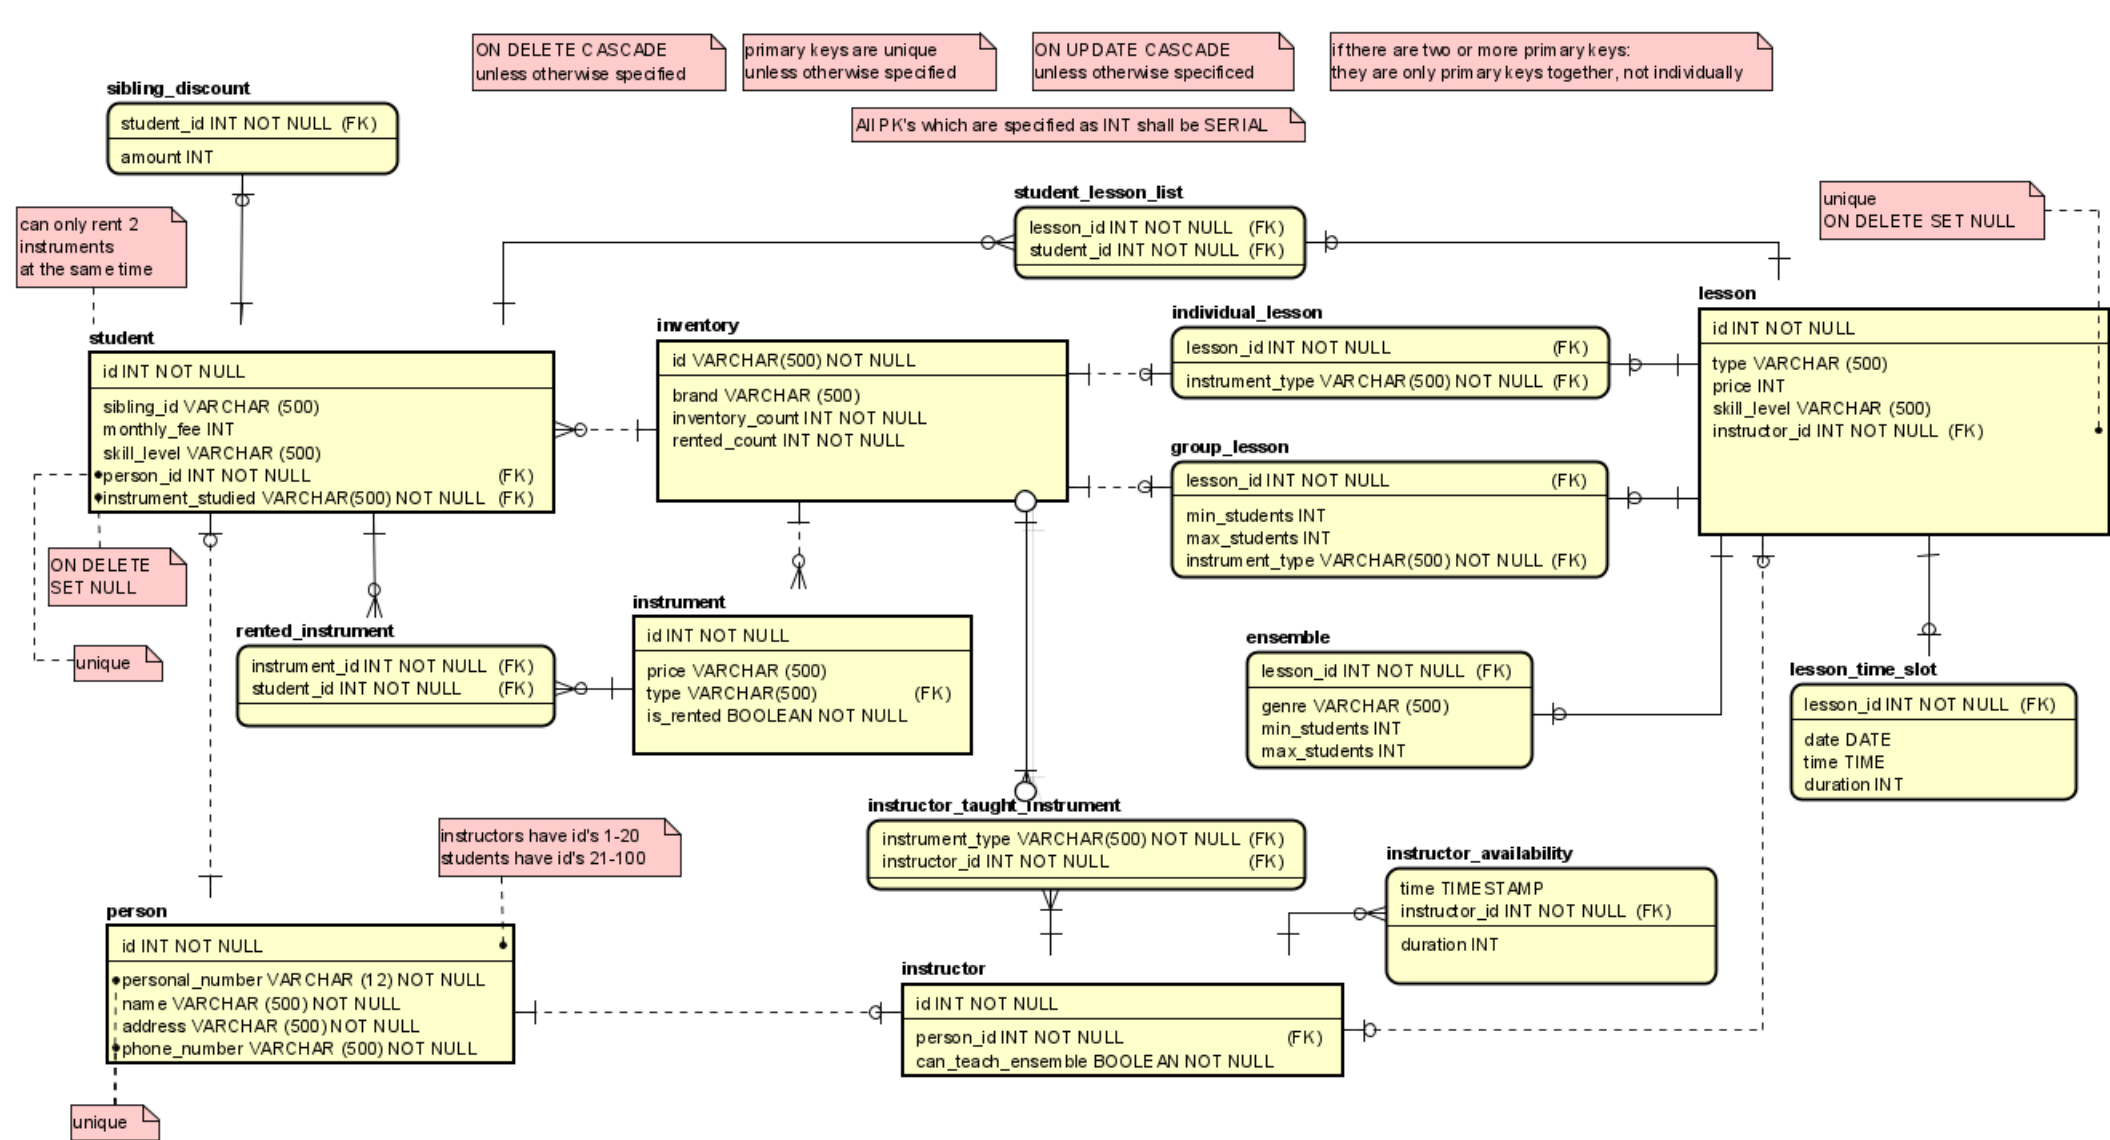 ON DELETE CASCADE
unless otherwise specified
primary keys are unique
unless otherwise specified
ON UPDATE CASCADE
unless otherwise specificed
if there are two or more primary keys:
they are only primary keys together, not individually
All PK's which are specified as INT shall be SERIAL
sibling_discount
student_id INT NOT NULL (FK)
amount INT
can only rent 2
instruments
at the same time
student_lesson_list
lesson_id INT NOT NULL (FK)
student_id INT NOT NULL (FK)
unique
ON DELETE SET NULL
student
id INT NOT NULL
sibling_id VARCHAR (500)
monthly_fee INT
skill_level VARCHAR (500)
person_id INT NOT NULL (FK)
instrument_studied VARCHAR(500) NOT NULL (FK)
inventory
id VARCHAR(500) NOT NULL
brand VARCHAR (500)
inventory_count INT NOT NULL
rented_count INT NOT NULL
individual_lesson
lesson_id INT NOT NULL (FK)
instrument_type VARCHAR(500) NOT NULL (FK)
lesson
id INT NOT NULL
type VARCHAR (500)
price INT
skill_level VARCHAR (500)
instructor_id INT NOT NULL (FK)
group_lesson
lesson_id INT NOT NULL (FK)
min_students INT
max_students INT
instrument_type VARCHAR(500) NOT NULL (FK)
ON DELETE
SET NULL
unique
rented_instrument
instrument_id INT NOT NULL (FK)
student_id INT NOT NULL (FK)
instrument
id INT NOT NULL
price VARCHAR (500)
type VARCHAR(500) (FK)
is_rented BOOLEAN NOT NULL
ensemble
lesson_id INT NOT NULL (FK)
genre VARCHAR (500)
min_students INT
max_students INT
lesson_time_slot
lesson_id INT NOT NULL (FK)
date DATE
time TIME
duration INT
instructors have id's 1-20
students have id's 21-100
instructor_taught_instrument
instrument_type VARCHAR(500) NOT NULL (FK)
instructor_id INT NOT NULL (FK)
instructor_availability
time TIMESTAMP
instructor_id INT NOT NULL (FK)
duration INT
person
id INT NOT NULL
personal_number VARCHAR (12) NOT NULL
name VARCHAR (500) NOT NULL
address VARCHAR (500) NOT NULL
phone_number VARCHAR (500) NOT NULL
instructor
id INT NOT NULL
person_id INT NOT NULL (FK)
can_teach_ensemble BOOLEAN NOT NULL
unique